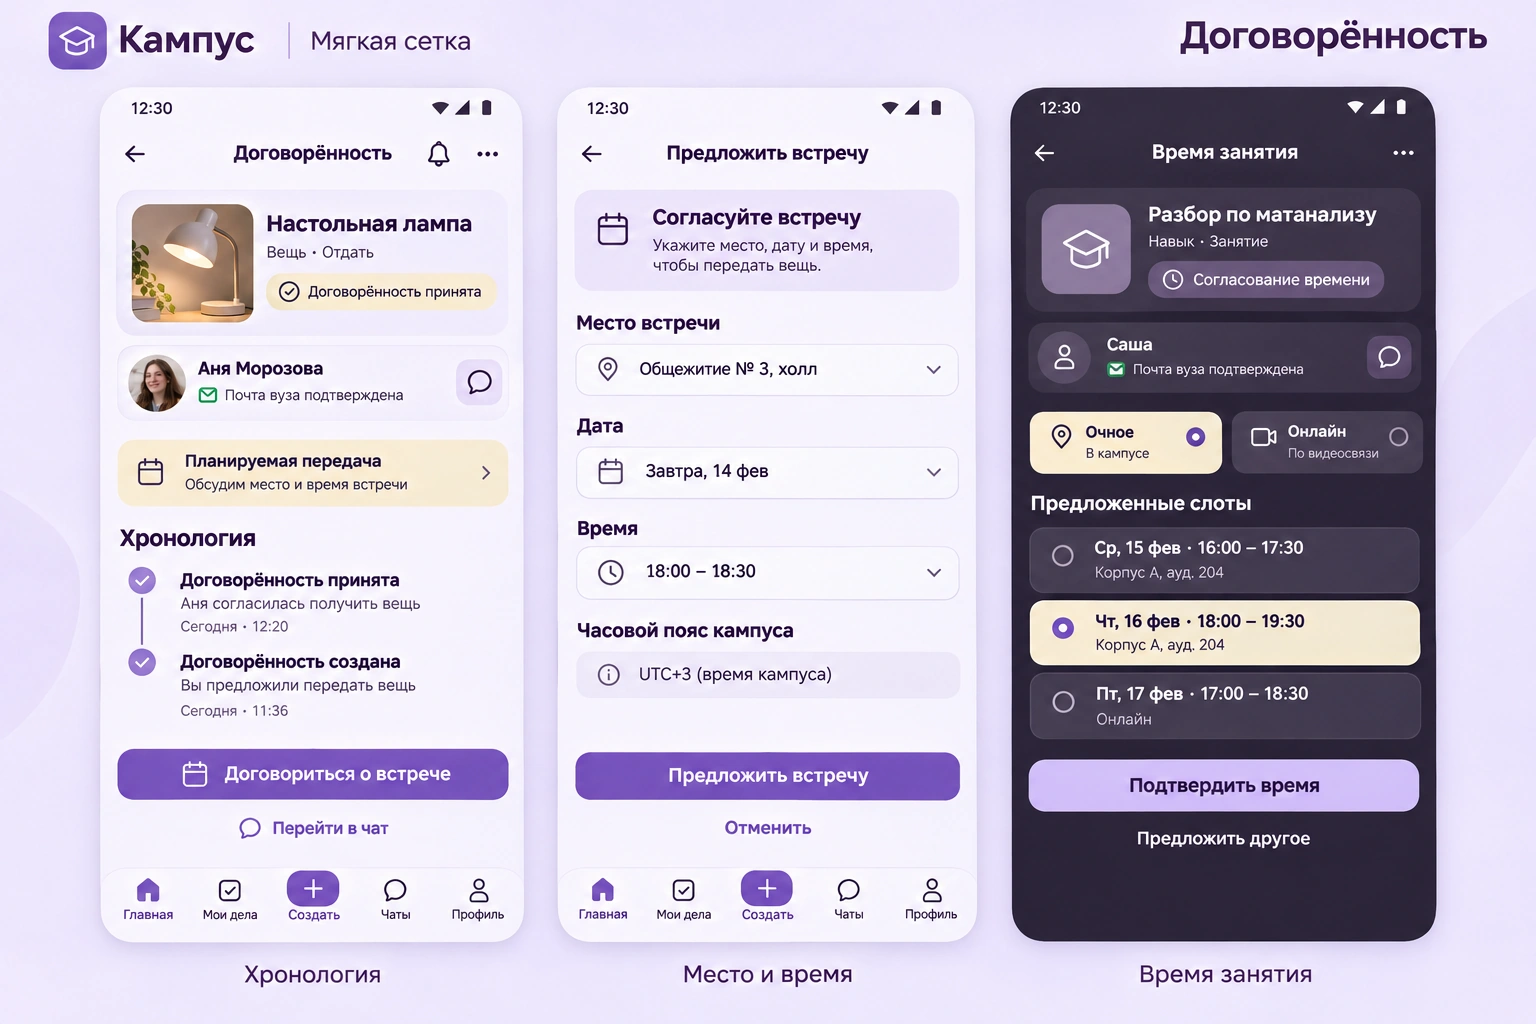 Кампус
Мягкая сетка
Договорённость
12:30
Договорённость
Настольная лампа
Вещь • Отдать
Договорённость принята
Аня Морозова
Почта вуза подтверждена
Планируемая передача
Обсудим место и время встречи
Хронология
Договорённость принята
Аня согласилась получить вещь
Сегодня • 12:20
Договорённость создана
Вы предложили передать вещь
Сегодня • 11:36
Договориться о встрече
Перейти в чат
Главная
Мои дела
Создать
Чаты
Профиль
Хронология
12:30
Предложить встречу
Согласуйте встречу
Укажите место, дату и время,
чтобы передать вещь.
Место встречи
Общежитие № 3, холл
Дата
Завтра, 14 фев
Время
18:00 – 18:30
Часовой пояс кампуса
UTC+3 (время кампуса)
Предложить встречу
Отменить
Главная
Мои дела
Создать
Чаты
Профиль
Место и время
12:30
Время занятия
Разбор по матанализу
Навык • Занятие
Согласование времени
Саша
Почта вуза подтверждена
Очное
В кампусе
Онлайн
По видеосвязи
Предложенные слоты
Ср, 15 фев • 16:00 – 17:30
Корпус А, ауд. 204
Чт, 16 фев • 18:00 – 19:30
Корпус А, ауд. 204
Пт, 17 фев • 17:00 – 18:30
Онлайн
Подтвердить время
Предложить другое
Время занятия